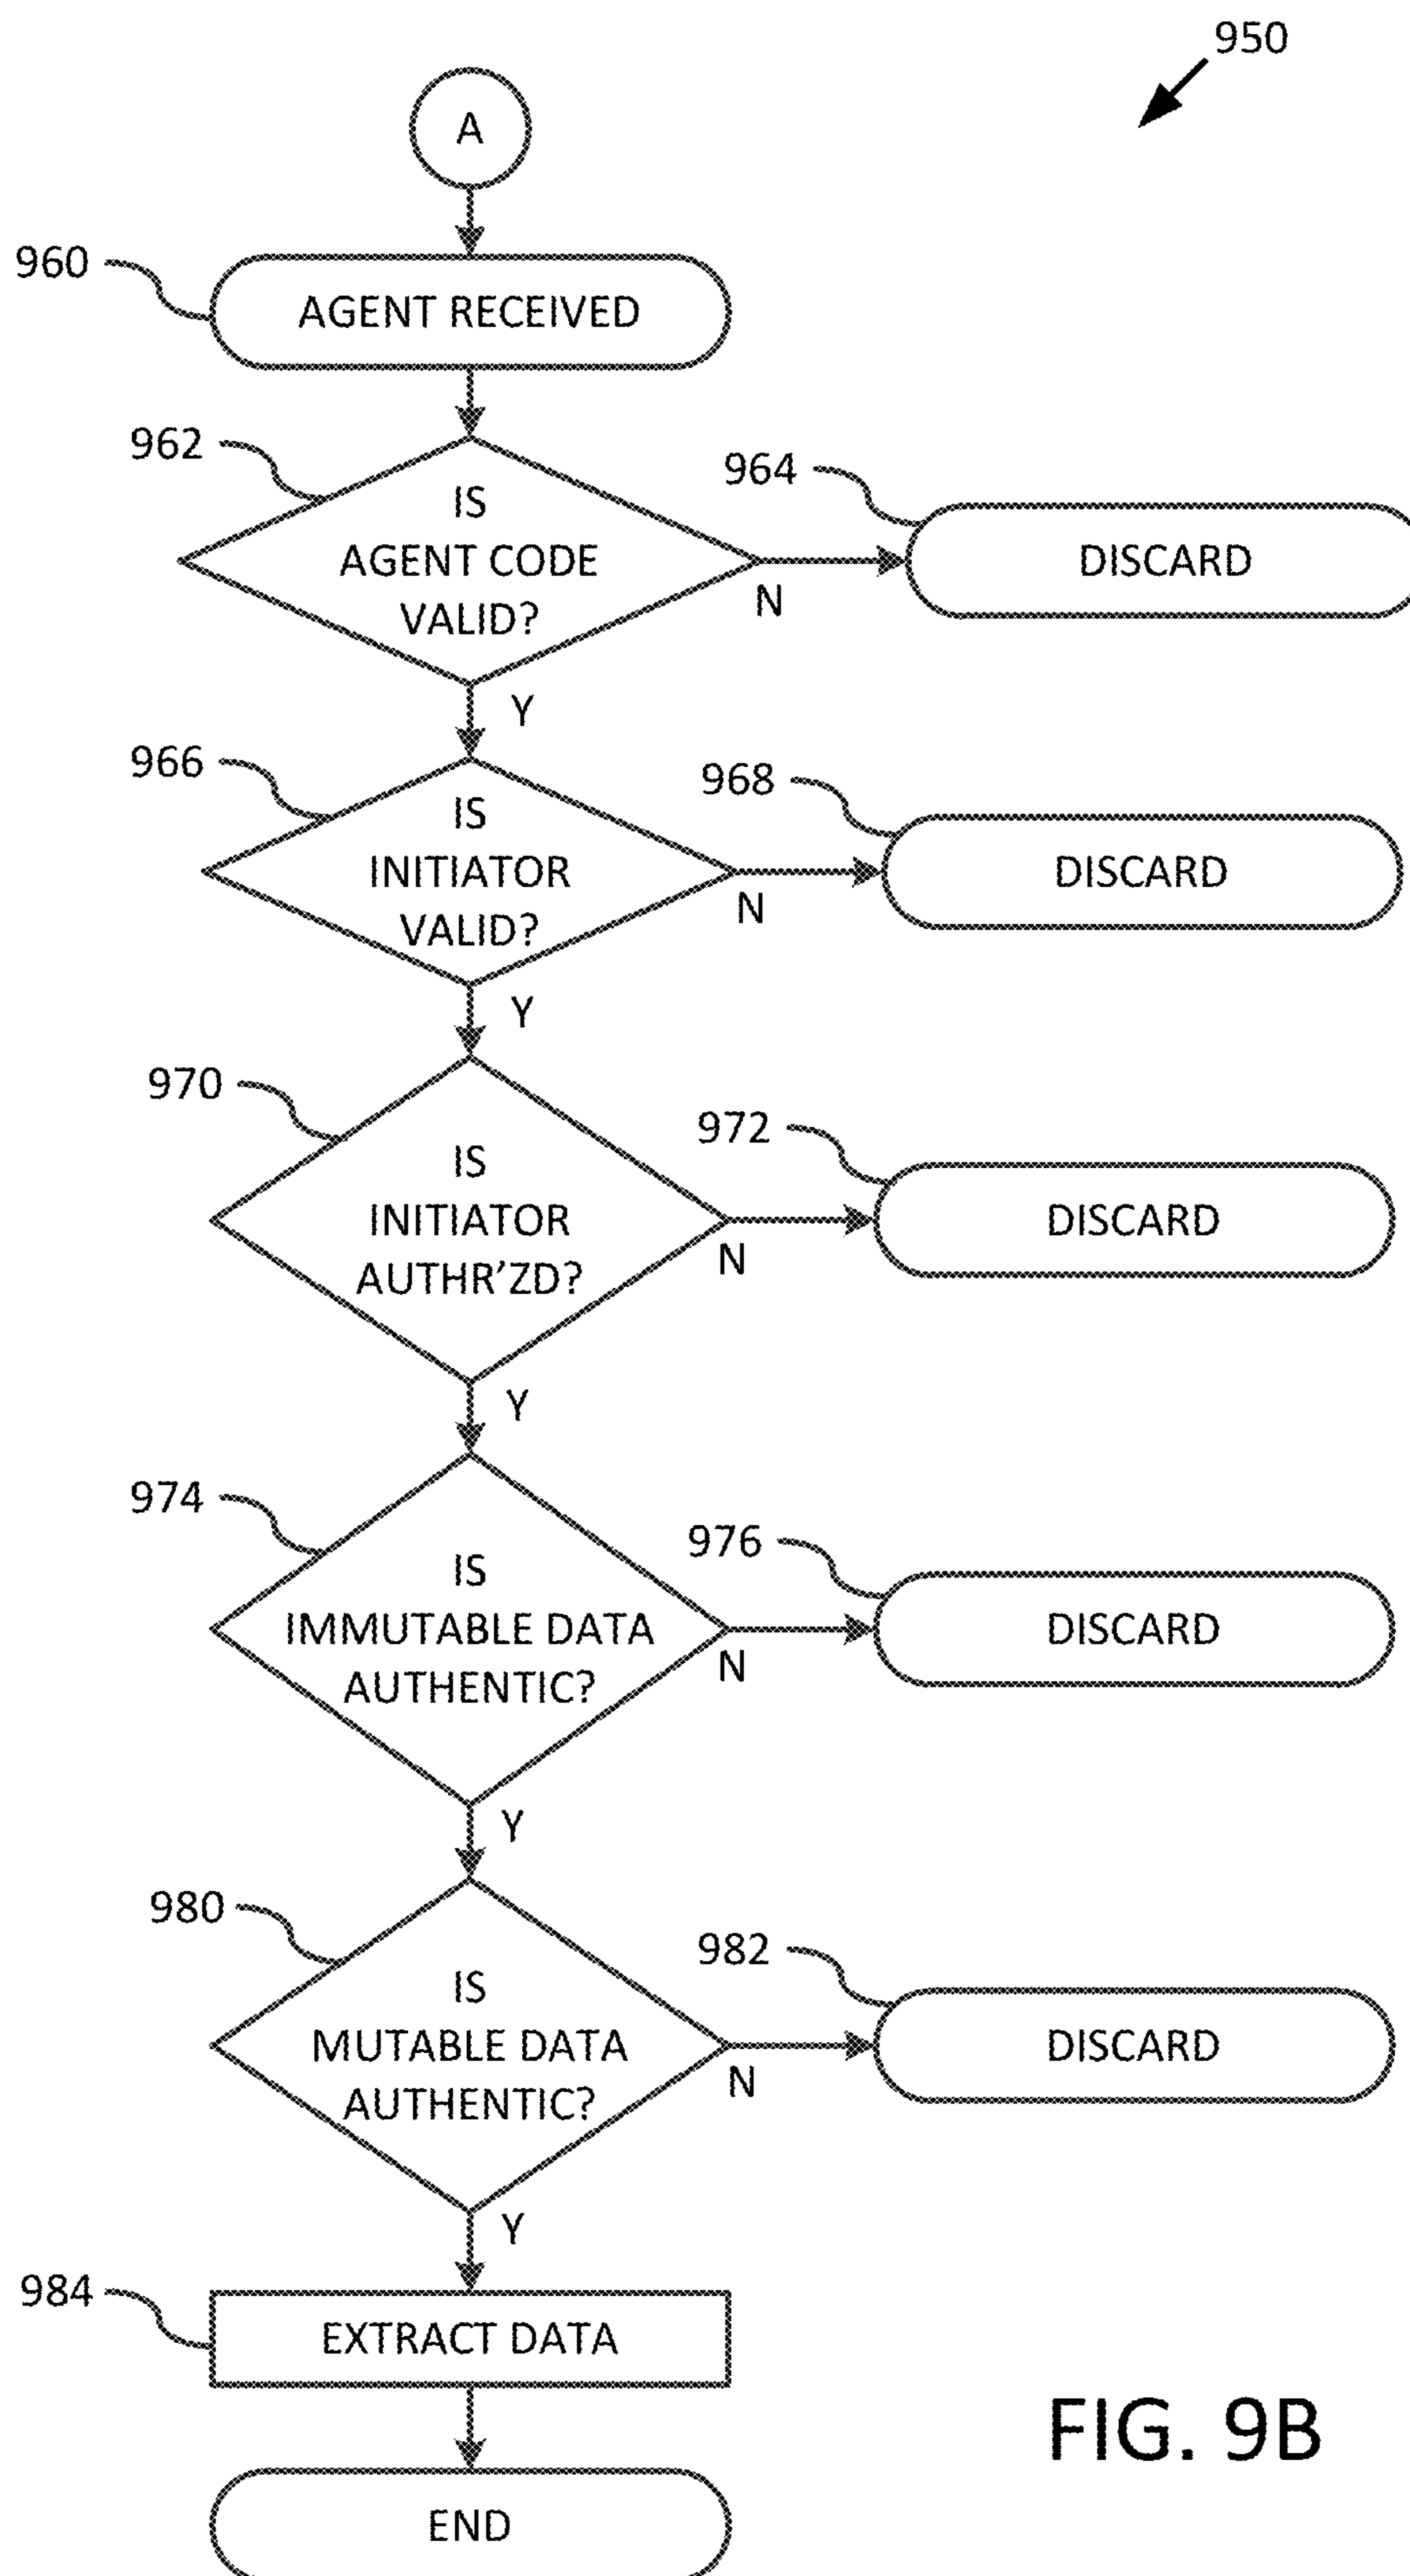 950
A
960
AGENT RECEIVED
962
IS
AGENT CODE
VALID?
N
964
DISCARD
Y
966
IS
INITIATOR
VALID?
N
968
DISCARD
Y
970
IS
INITIATOR
AUTHR'ZD?
N
972
DISCARD
Y
974
IS
IMMUTABLE DATA
AUTHENTIC?
N
976
DISCARD
Y
980
IS
MUTABLE DATA
AUTHENTIC?
N
982
DISCARD
Y
984
EXTRACT DATA
END
FIG. 9B